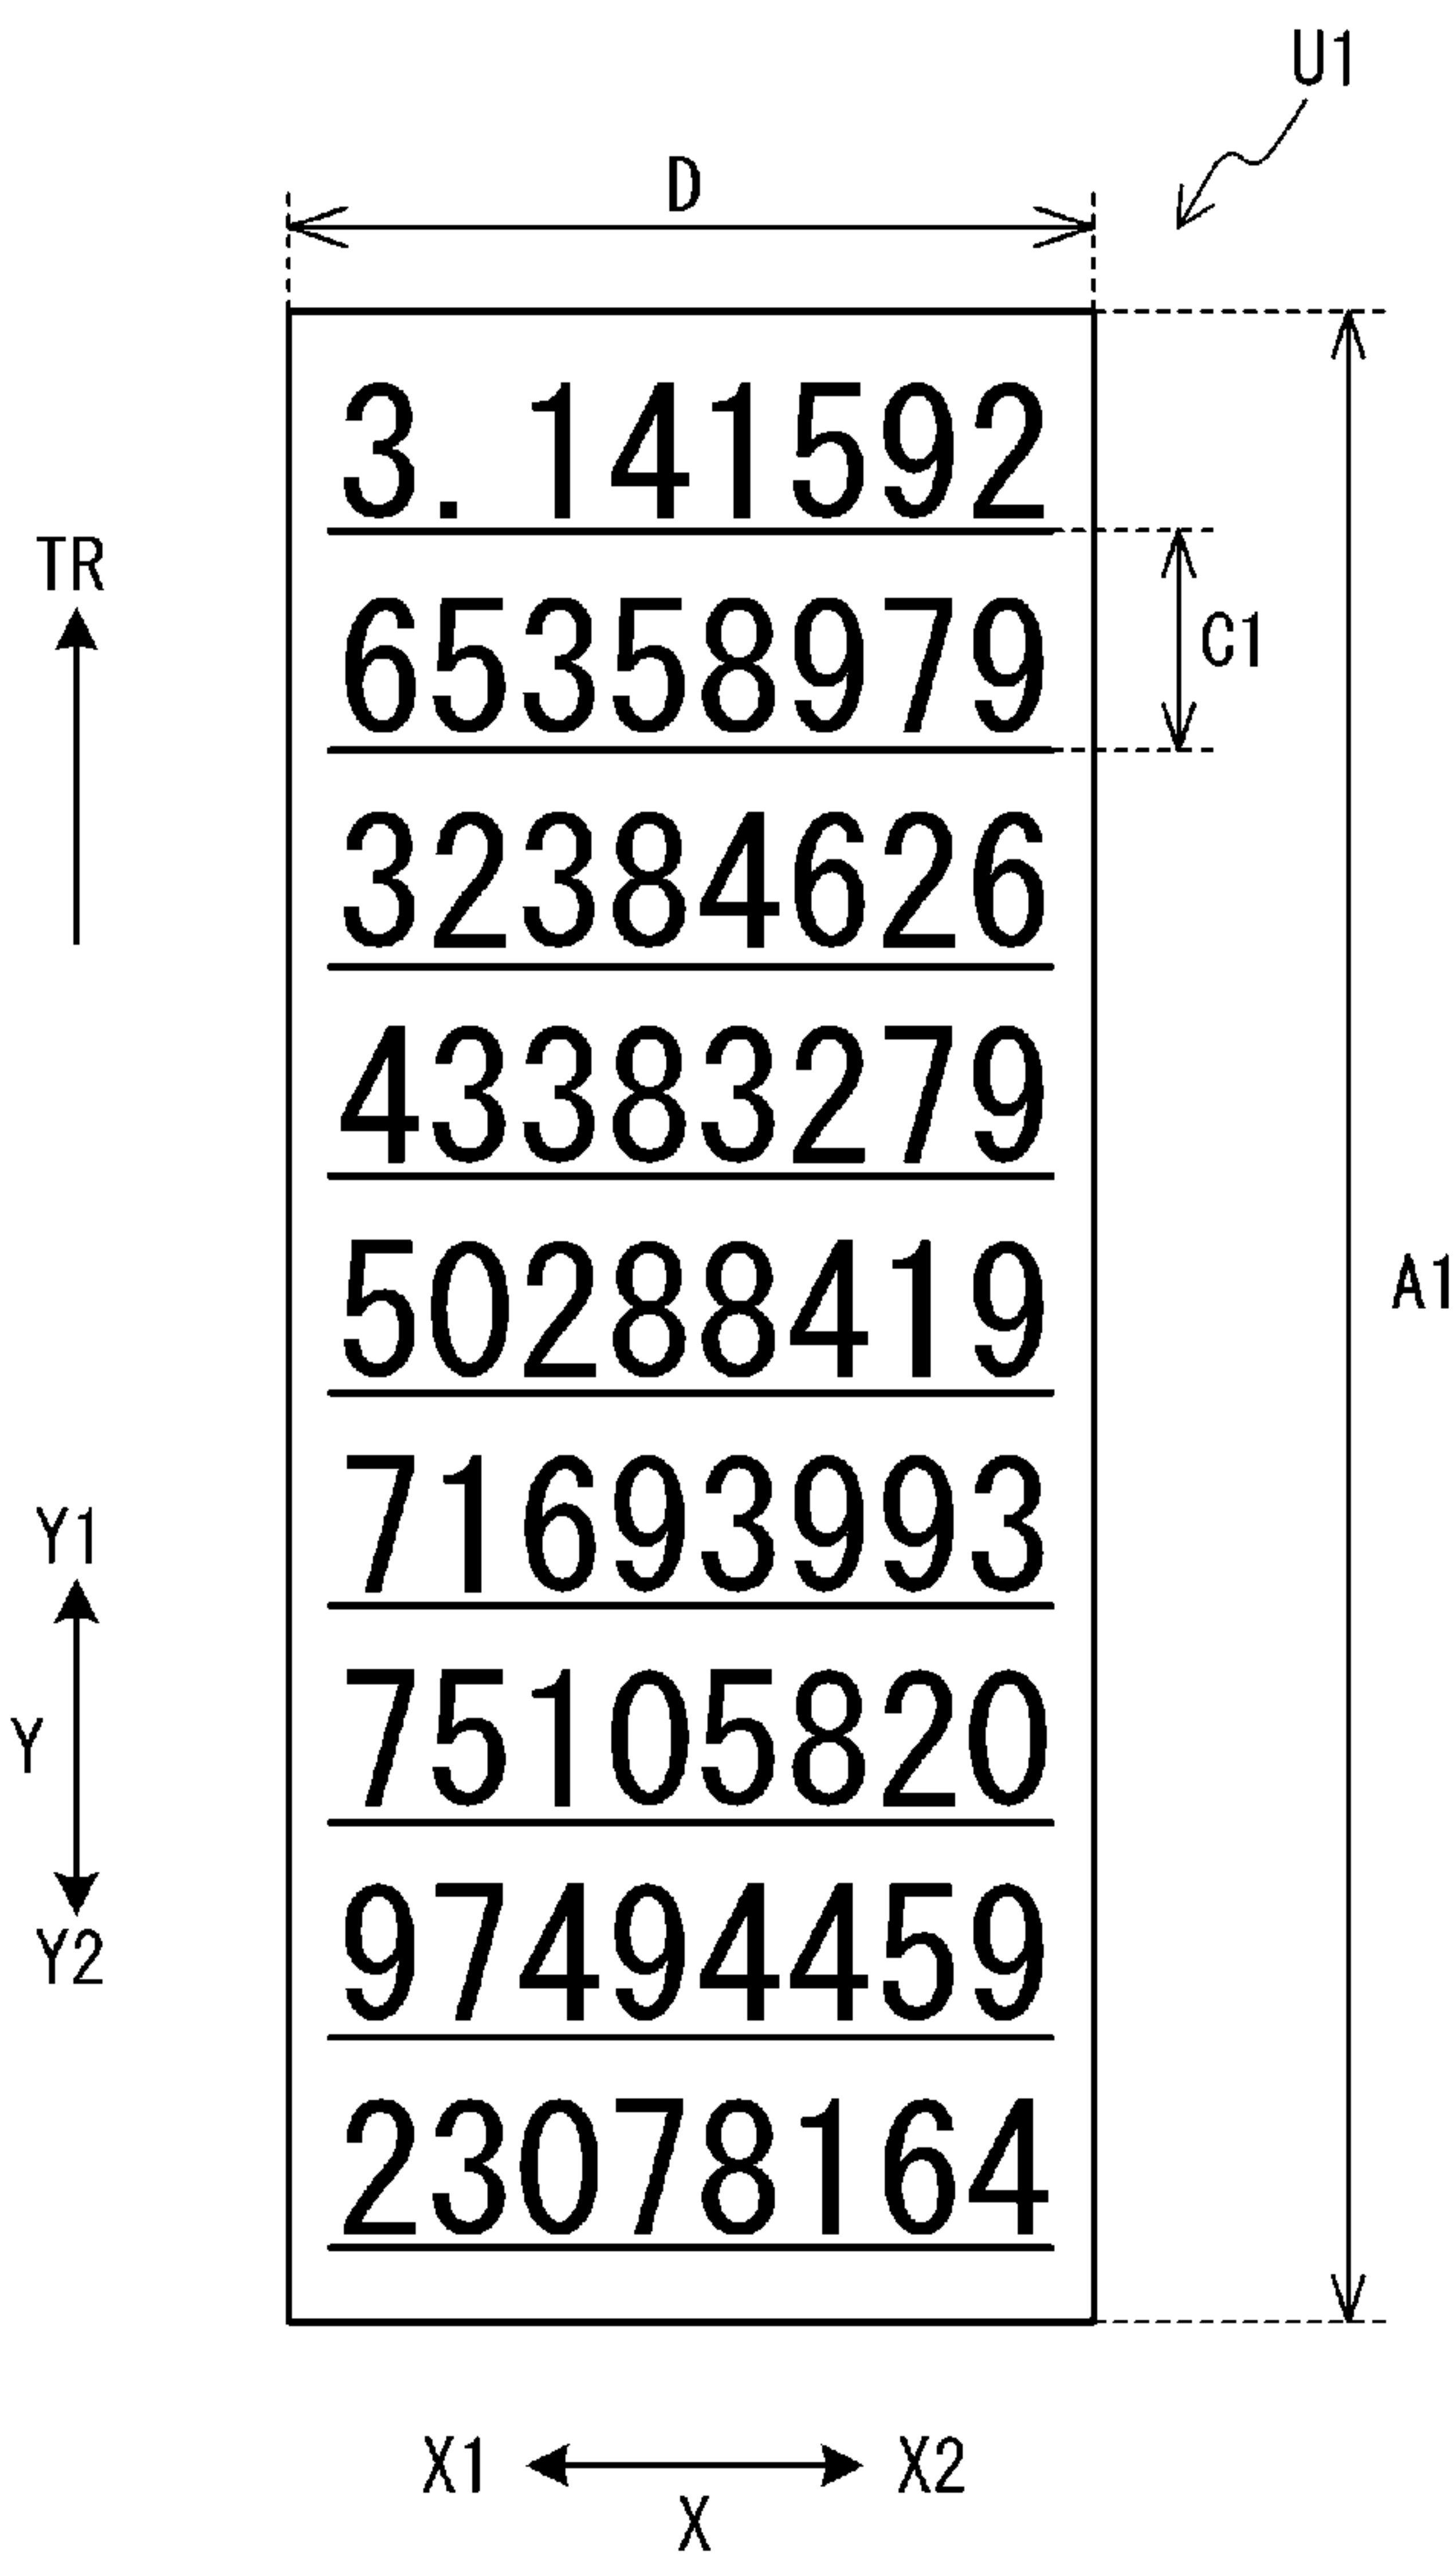 U1
D
3.141592
TR
65358979
C1
32384626
43383279
50288419
A1
71693993
Y1
75105820
Y
97494459
Y2
23078164
X1
X2
X